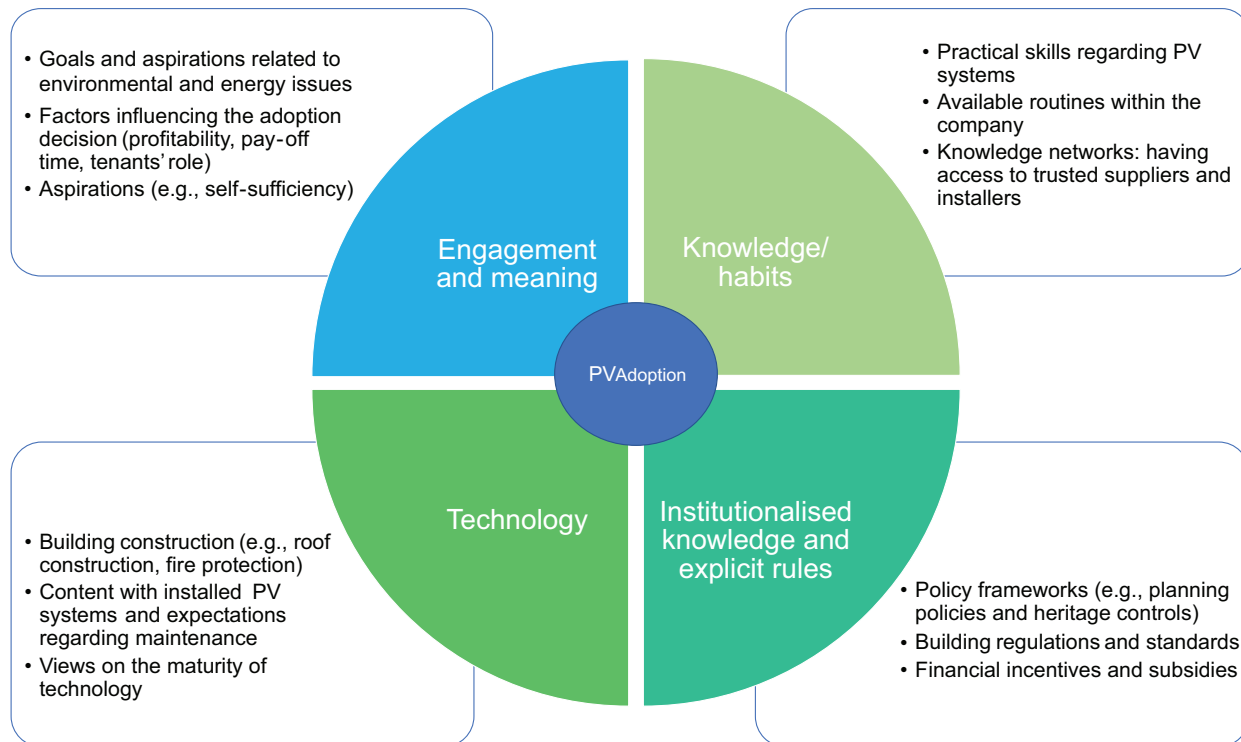 • Goals and aspirations related to
environmental and energy issues
• Factors influencing the adoption
decision (profitability, pay-off
time, tenants' role)
• Aspirations (e.g., self-sufficiency)
• Practical skills regarding PV
systems
• Available routines within the
company
• Knowledge networks: having
access to trusted suppliers and
installers
Engagement
and meaning
Knowledge/
habits
PVAdoption
Technology
Institutionalised
knowledge and
explicit rules
• Building construction (e.g., roof
construction, fire protection)
• Content with installed PV
systems and expectations
regarding maintenance
• Views on the maturity of
technology
• Policy frameworks (e.g., planning
policies and heritage controls)
• Building regulations and standards
• Financial incentives and subsidies